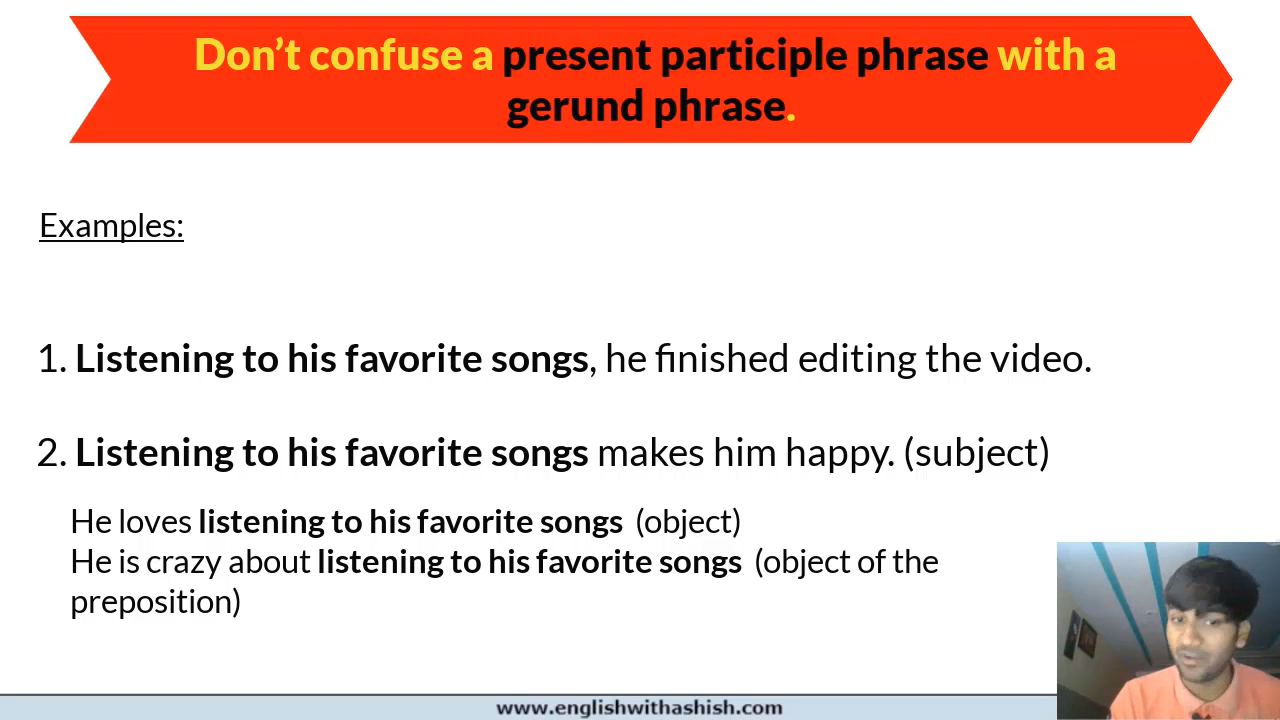 Don’t confuse a present participle phrase with a
gerund phrase.
Examples:
1. Listening to his favorite songs, he finished editing the video.
2. Listening to his favorite songs makes him happy. (subject)
He loves listening to his favorite songs (object)
He is crazy about listening to his favorite songs (object of the
preposition)
www.englishwithashish.com